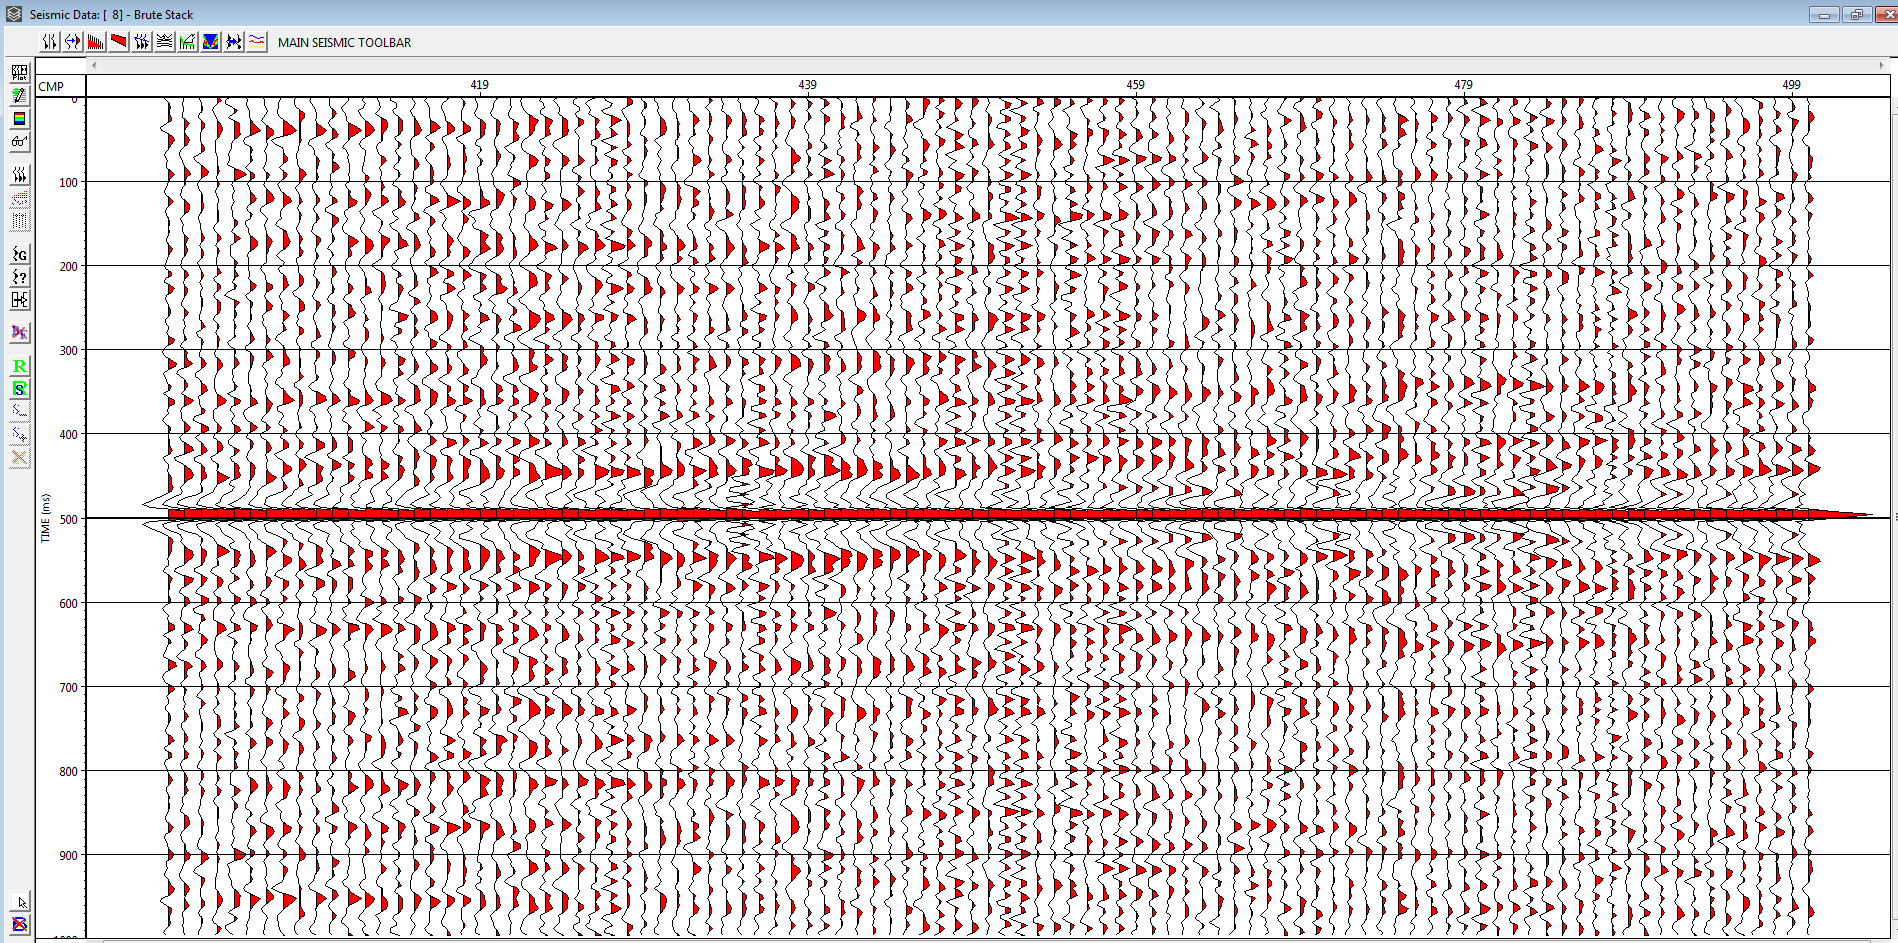 Seismic Data: [ 8] - Brute Stack
MAIN SEISMIC TOOLBAR
CMP 419 439 459 479 499
0
100
200
300
400
500
600
700
800
900
TIME (ms)
G
?
R